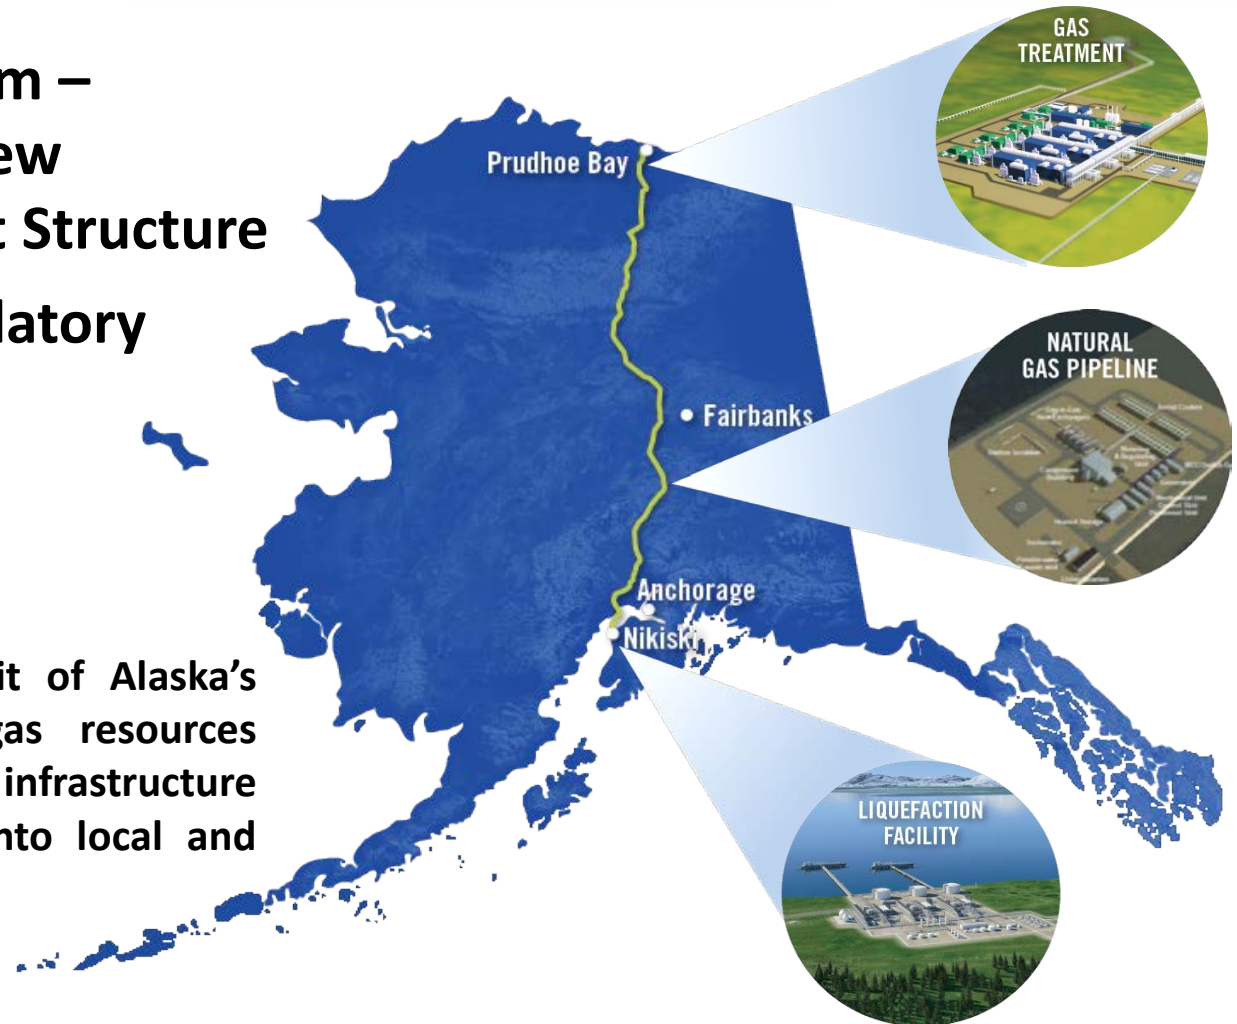 m –
ew
t Structure
latory
it of Alaska's
gas resources
infrastructure
nto local and
GAS
TREATMENT
Prudhoe Bay
NATURAL
GAS PIPELINE
Fairbanks
Anchorage
Nikiski
LIQUEFACTION
FACILITY